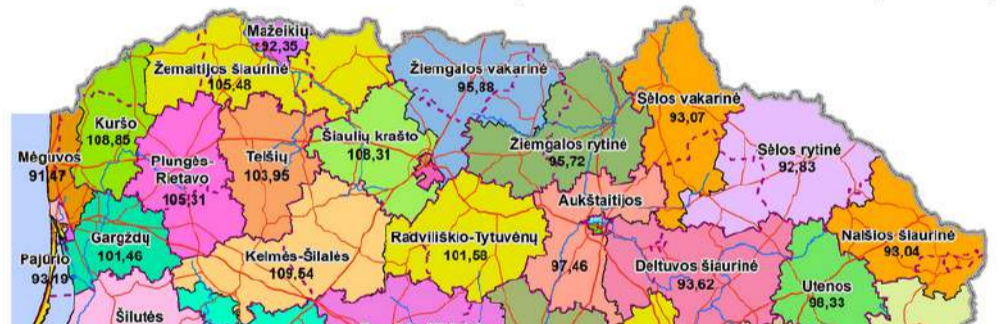 Mažeikių
92,35
Žemaitijos šiaurinė
105,48
Žiemgalos vakarinė
95,88
Sėlos vakarinė
93,07
Kuršo
108,85
Šiaulių krašto
108,31
Žiemgalos rytinė
95,72
Sėlos rytinė
92,83
Mėguvos
91,47
Plungės-
Rietavo
105,31
Telšių
103,95
Aukštaitijos
97,46
Gargždų
101,46
Radviliškio-Tytuvėnų
101,58
Nalšios šiaurinė
93,04
Pajūrio
93,19
Kelmės-Šilalės
109,54
Deltuvos šiaurinė
93,62
Utenos
98,33
Šilutės